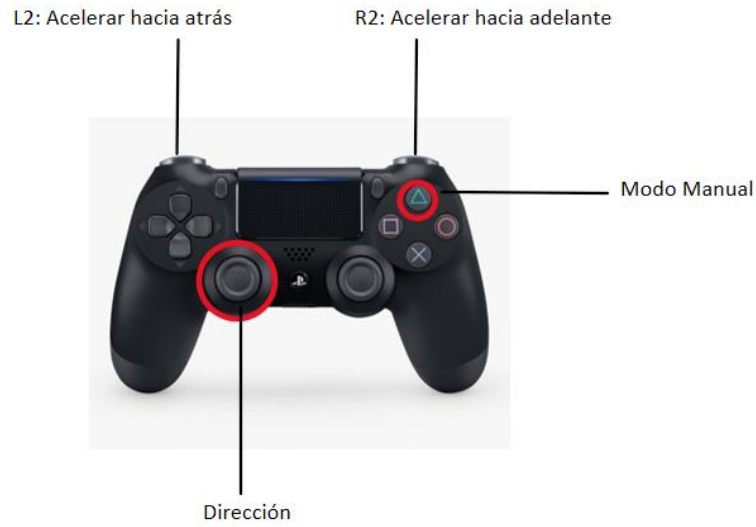 L2: Acelerar hacia atrás
R2: Acelerar hacia adelante
Modo Manual
Dirección